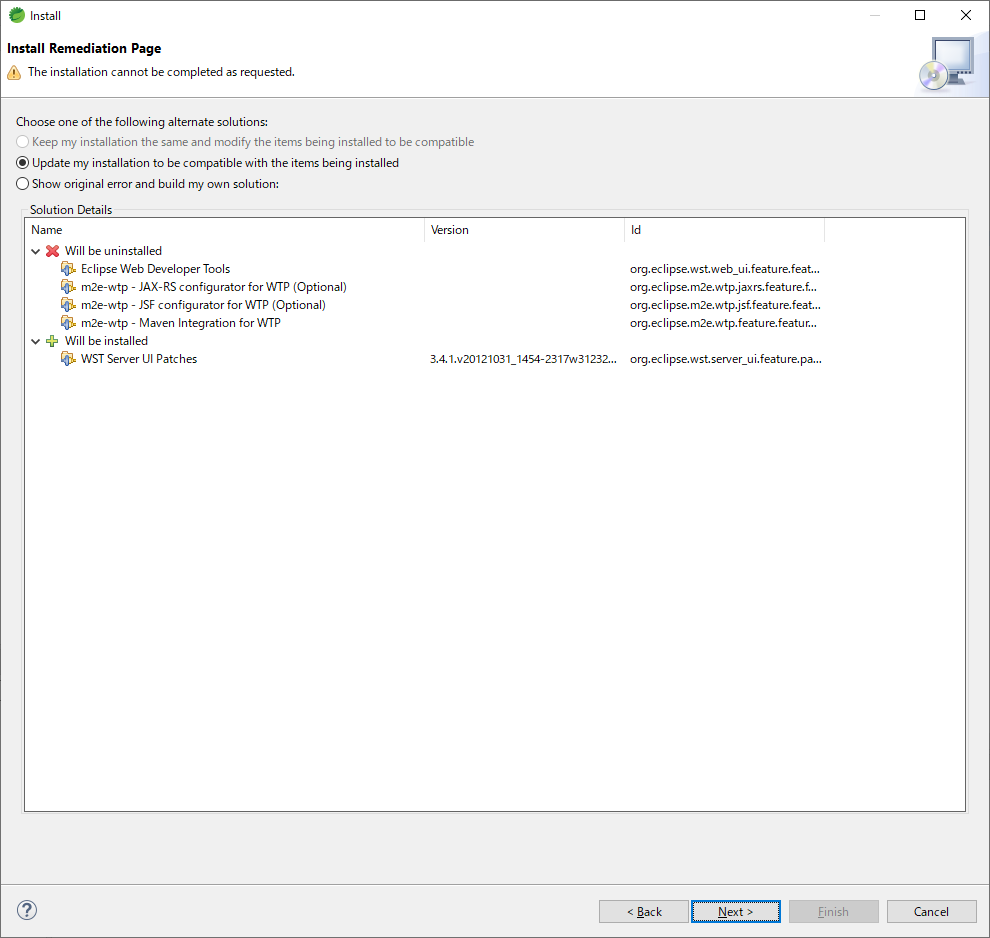 Install
Install Remediation Page
The installation cannot be completed as requested.
Choose one of the following alternate solutions:
Keep my installation the same and modify the items being installed to be compatible
Update my installation to be compatible with the items being installed
Show original error and build my own solution:
Solution Details
Name Version Id
Will be uninstalled
Eclipse Web Developer Tools org.eclipse.wst.web_ui.feature.feat...
m2e-wtp - JAX-RS configurator for WTP (Optional) org.eclipse.m2e.wtp.jaxrs.feature.f...
m2e-wtp - JSF configurator for WTP (Optional) org.eclipse.m2e.wtp.jsf.feature.feat...
m2e-wtp - Maven Integration for WTP org.eclipse.m2e.wtp.feature.featur...
Will be installed
WST Server UI Patches 3.4.1.v20121031_1454-2317w31232... org.eclipse.wst.server_ui.feature.pa...
?
< Back Next > Finish Cancel